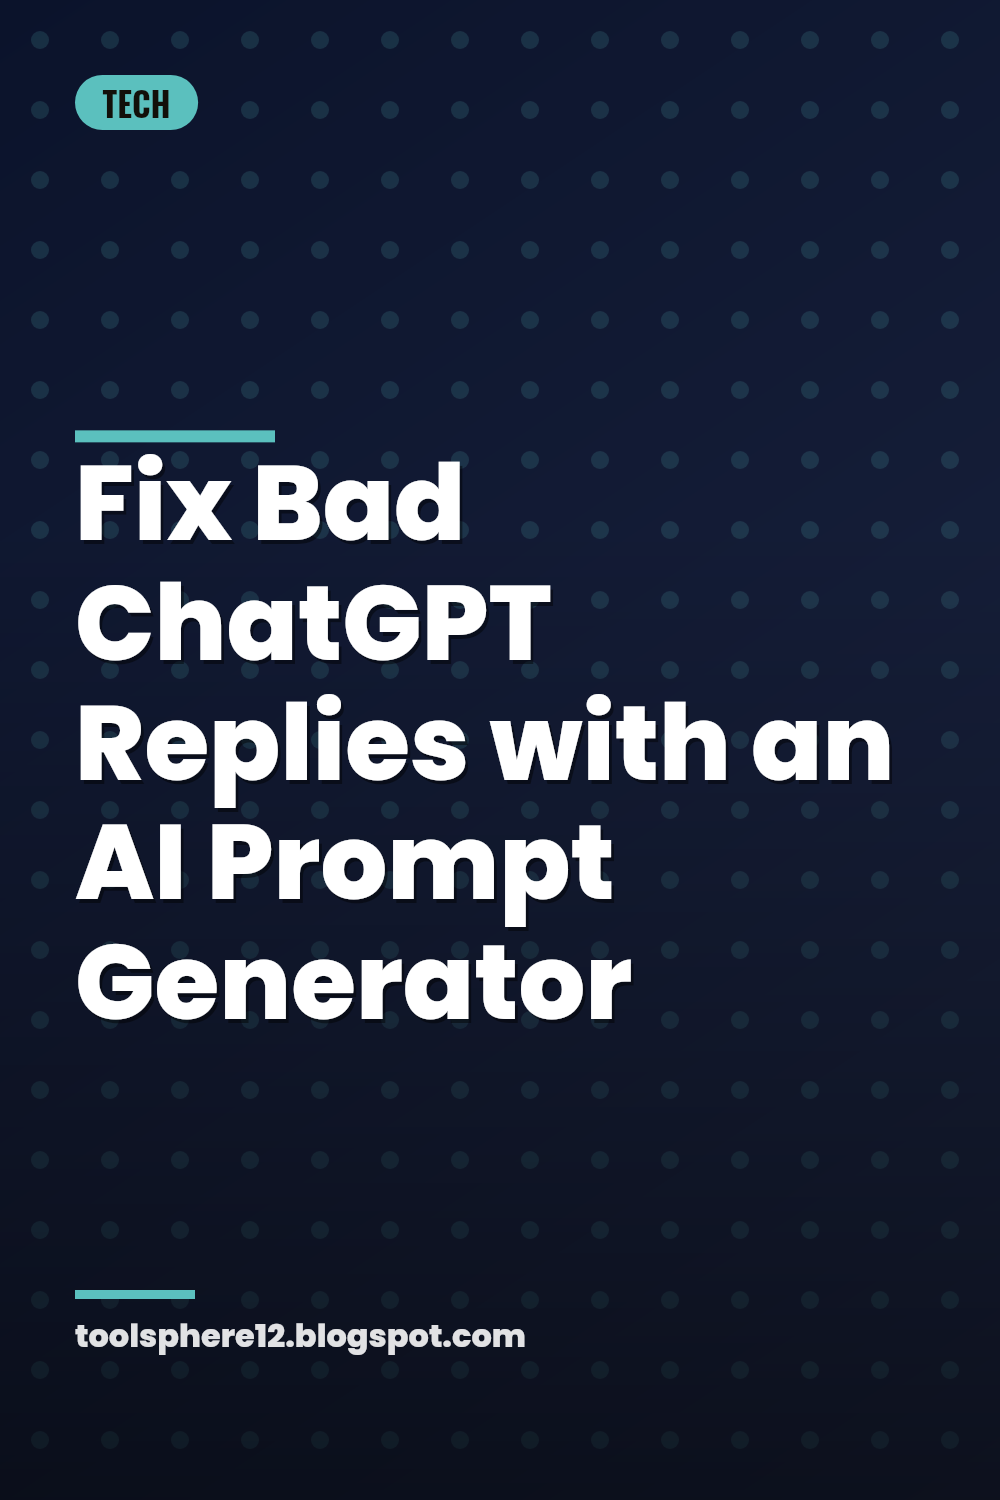 TECH
Fix Bad
ChatGPT
Replies with an
AI Prompt
Generator
toolsphere12.blogspot.com